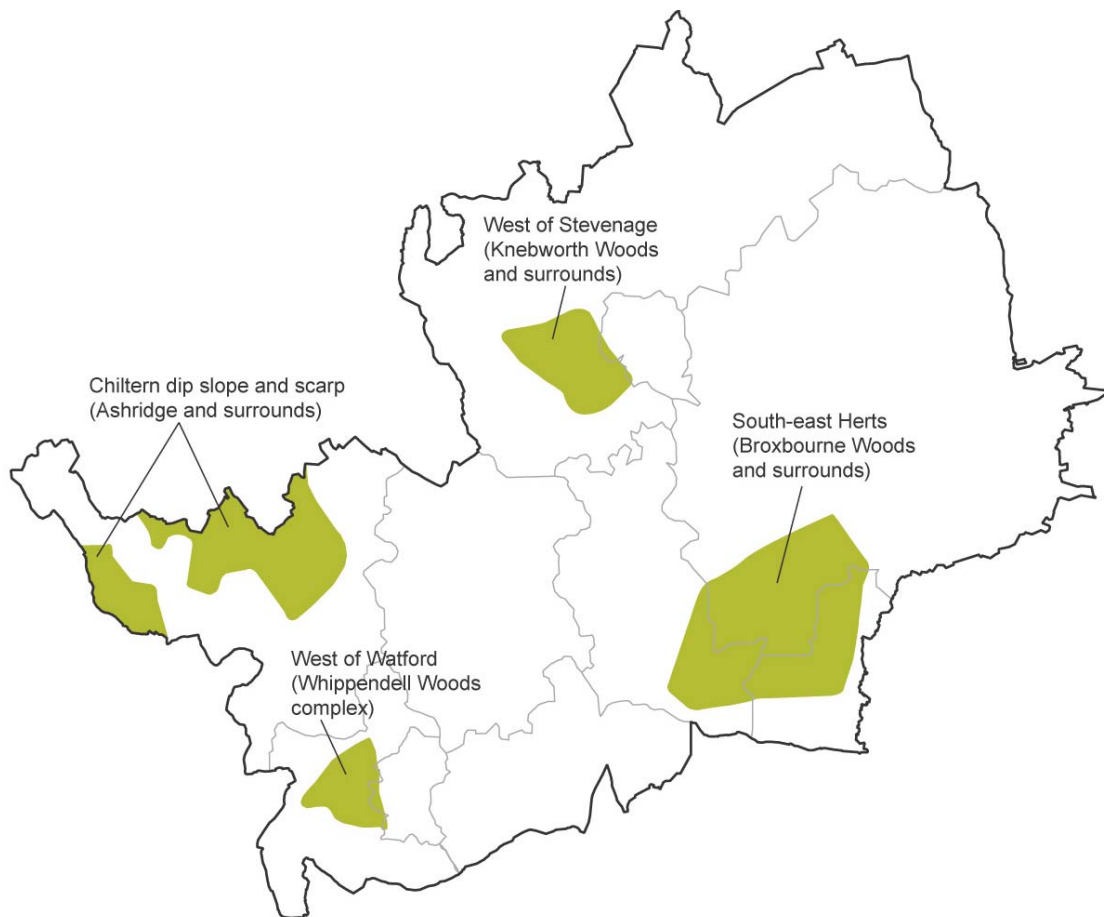 West of Stevenage
(Knebworth Woods
and surrounds)
Chiltern dip slope and scarp
(Ashridge and surrounds)
South-east Herts
(Broxbourne Woods
and surrounds)
West of Watford
(Whippendell Woods
complex)